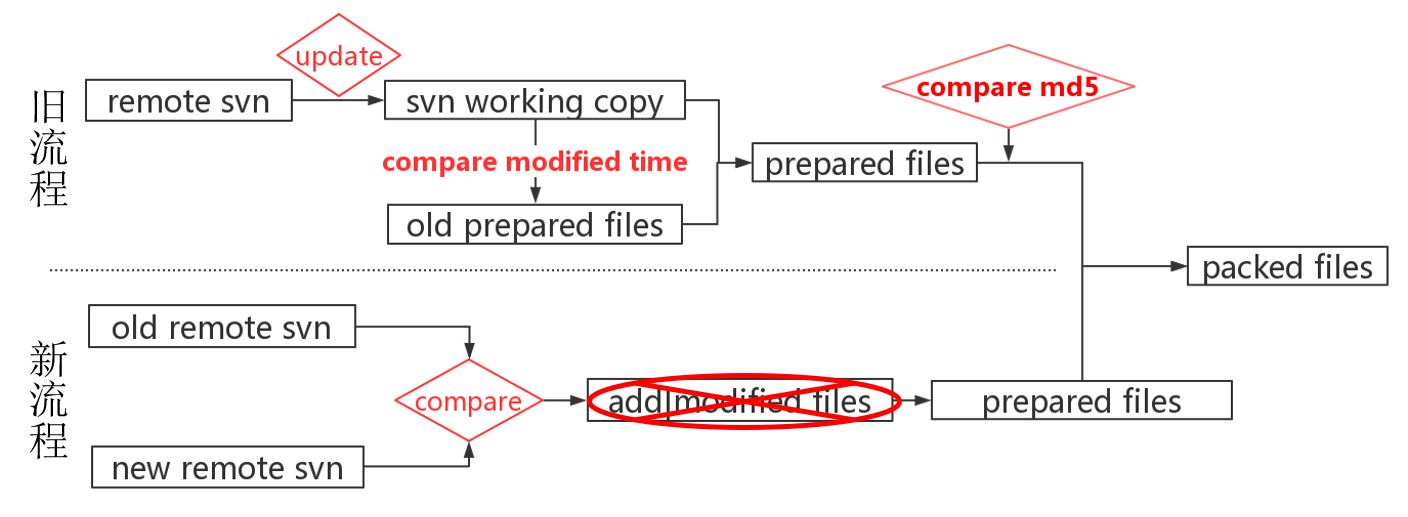 旧流程
update
remote svn
svn working copy
compare modified time
old prepared files
prepared files
compare md5
packed files
新流程
old remote svn
new remote svn
compare
add|modified files
prepared files